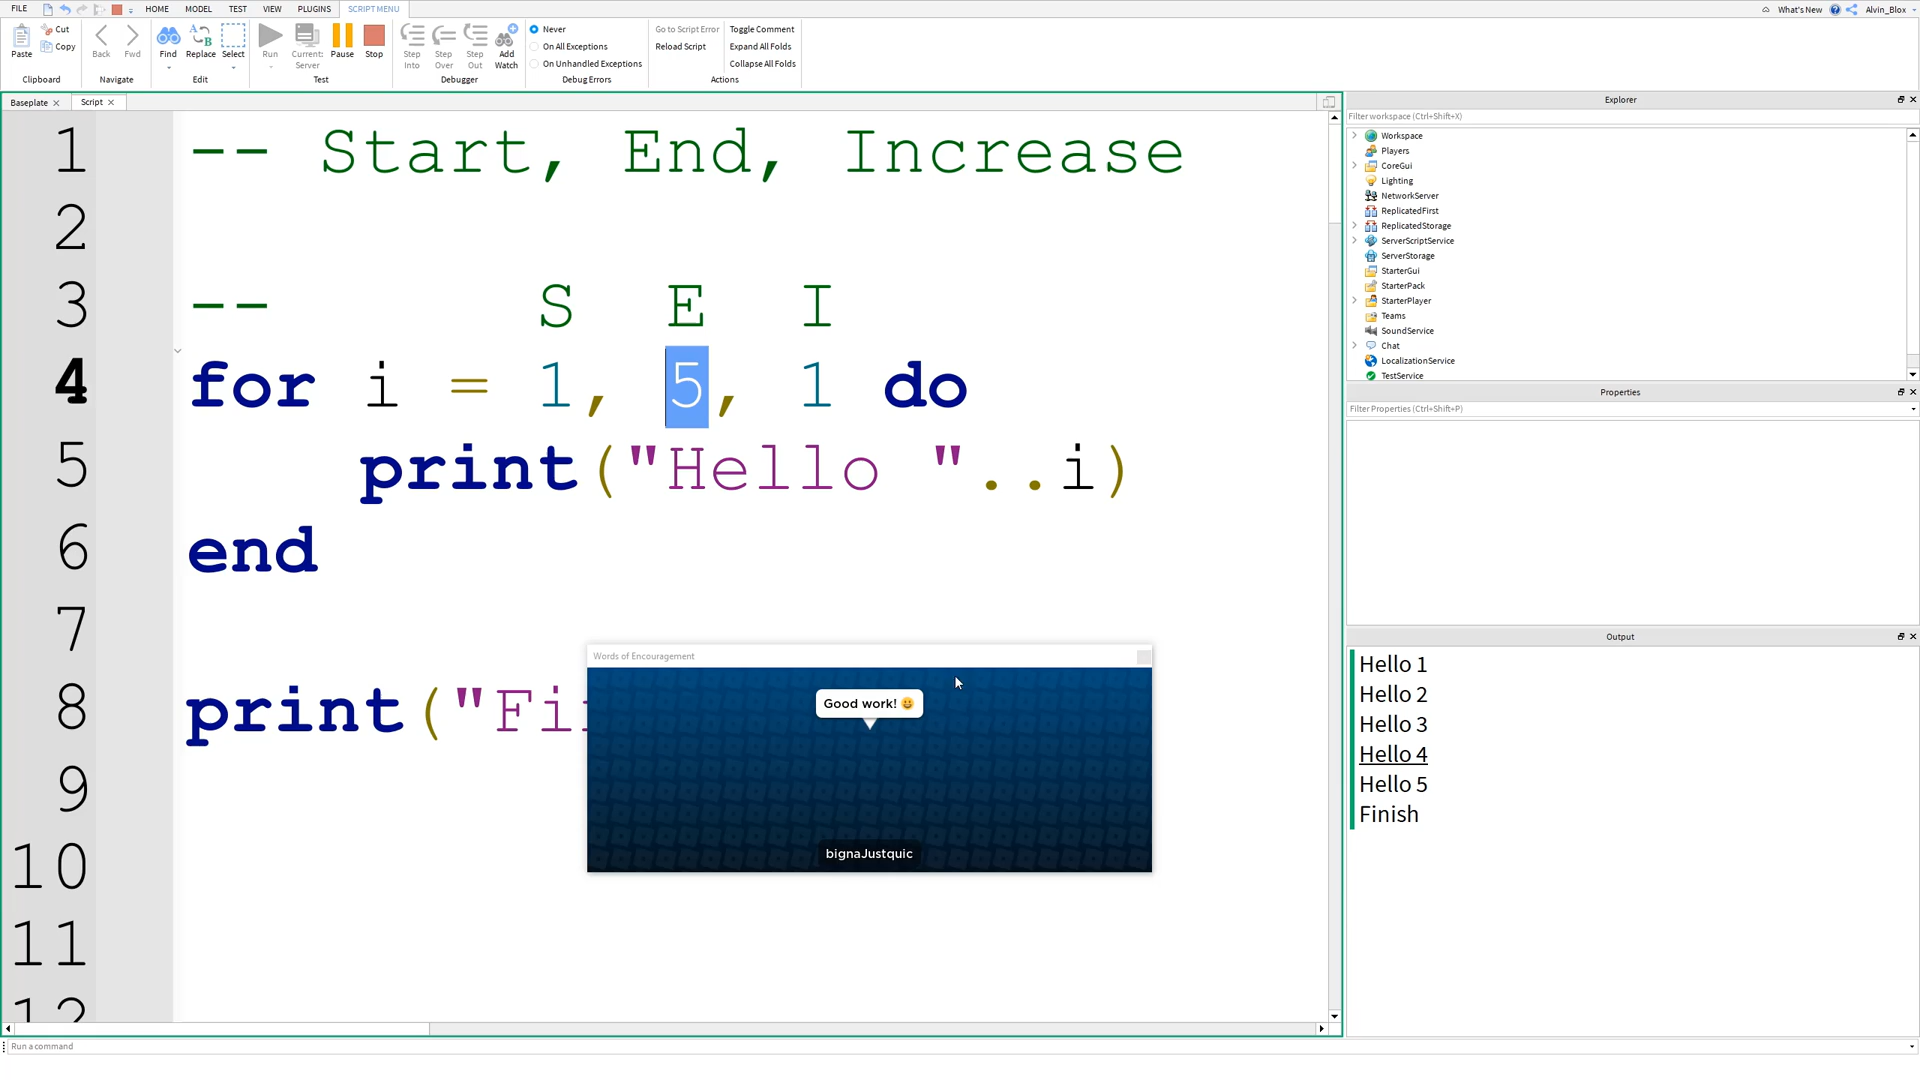 FILE HOME MODEL TEST VIEW PLUGINS SCRIPT MENU What's New Alvin_Blox
Paste Cut Copy Back Fwd Find Replace Select Run Current: Server Pause Stop Step Into Step Over Step Out Add Watch
Never
On All Exceptions
On Unhandled Exceptions
Go to Script Error
Reload Script
Toggle Comment
Expand All Folds
Collapse All Folds
Clipboard Navigate Edit Test Debugger Debug Errors Actions
Baseplate Script
1 -- Start, End, Increase
2
3 -- S E I
4 for i = 1, 5, 1 do
5 print("Hello "..i)
6 end
7
8 print("Fi
9
10
11
12
Words of Encouragement
Good work! 😀
bignaJustquic
Run a command
Explorer
Filter workspace (Ctrl+Shift+X)
Workspace
Players
CoreGui
Lighting
NetworkServer
ReplicatedFirst
ReplicatedStorage
ServerScriptService
ServerStorage
StarterGui
StarterPack
StarterPlayer
Teams
SoundService
Chat
LocalizationService
TestService
Properties
Filter Properties (Ctrl+Shift+P)
Output
Hello 1
Hello 2
Hello 3
Hello 4
Hello 5
Finish